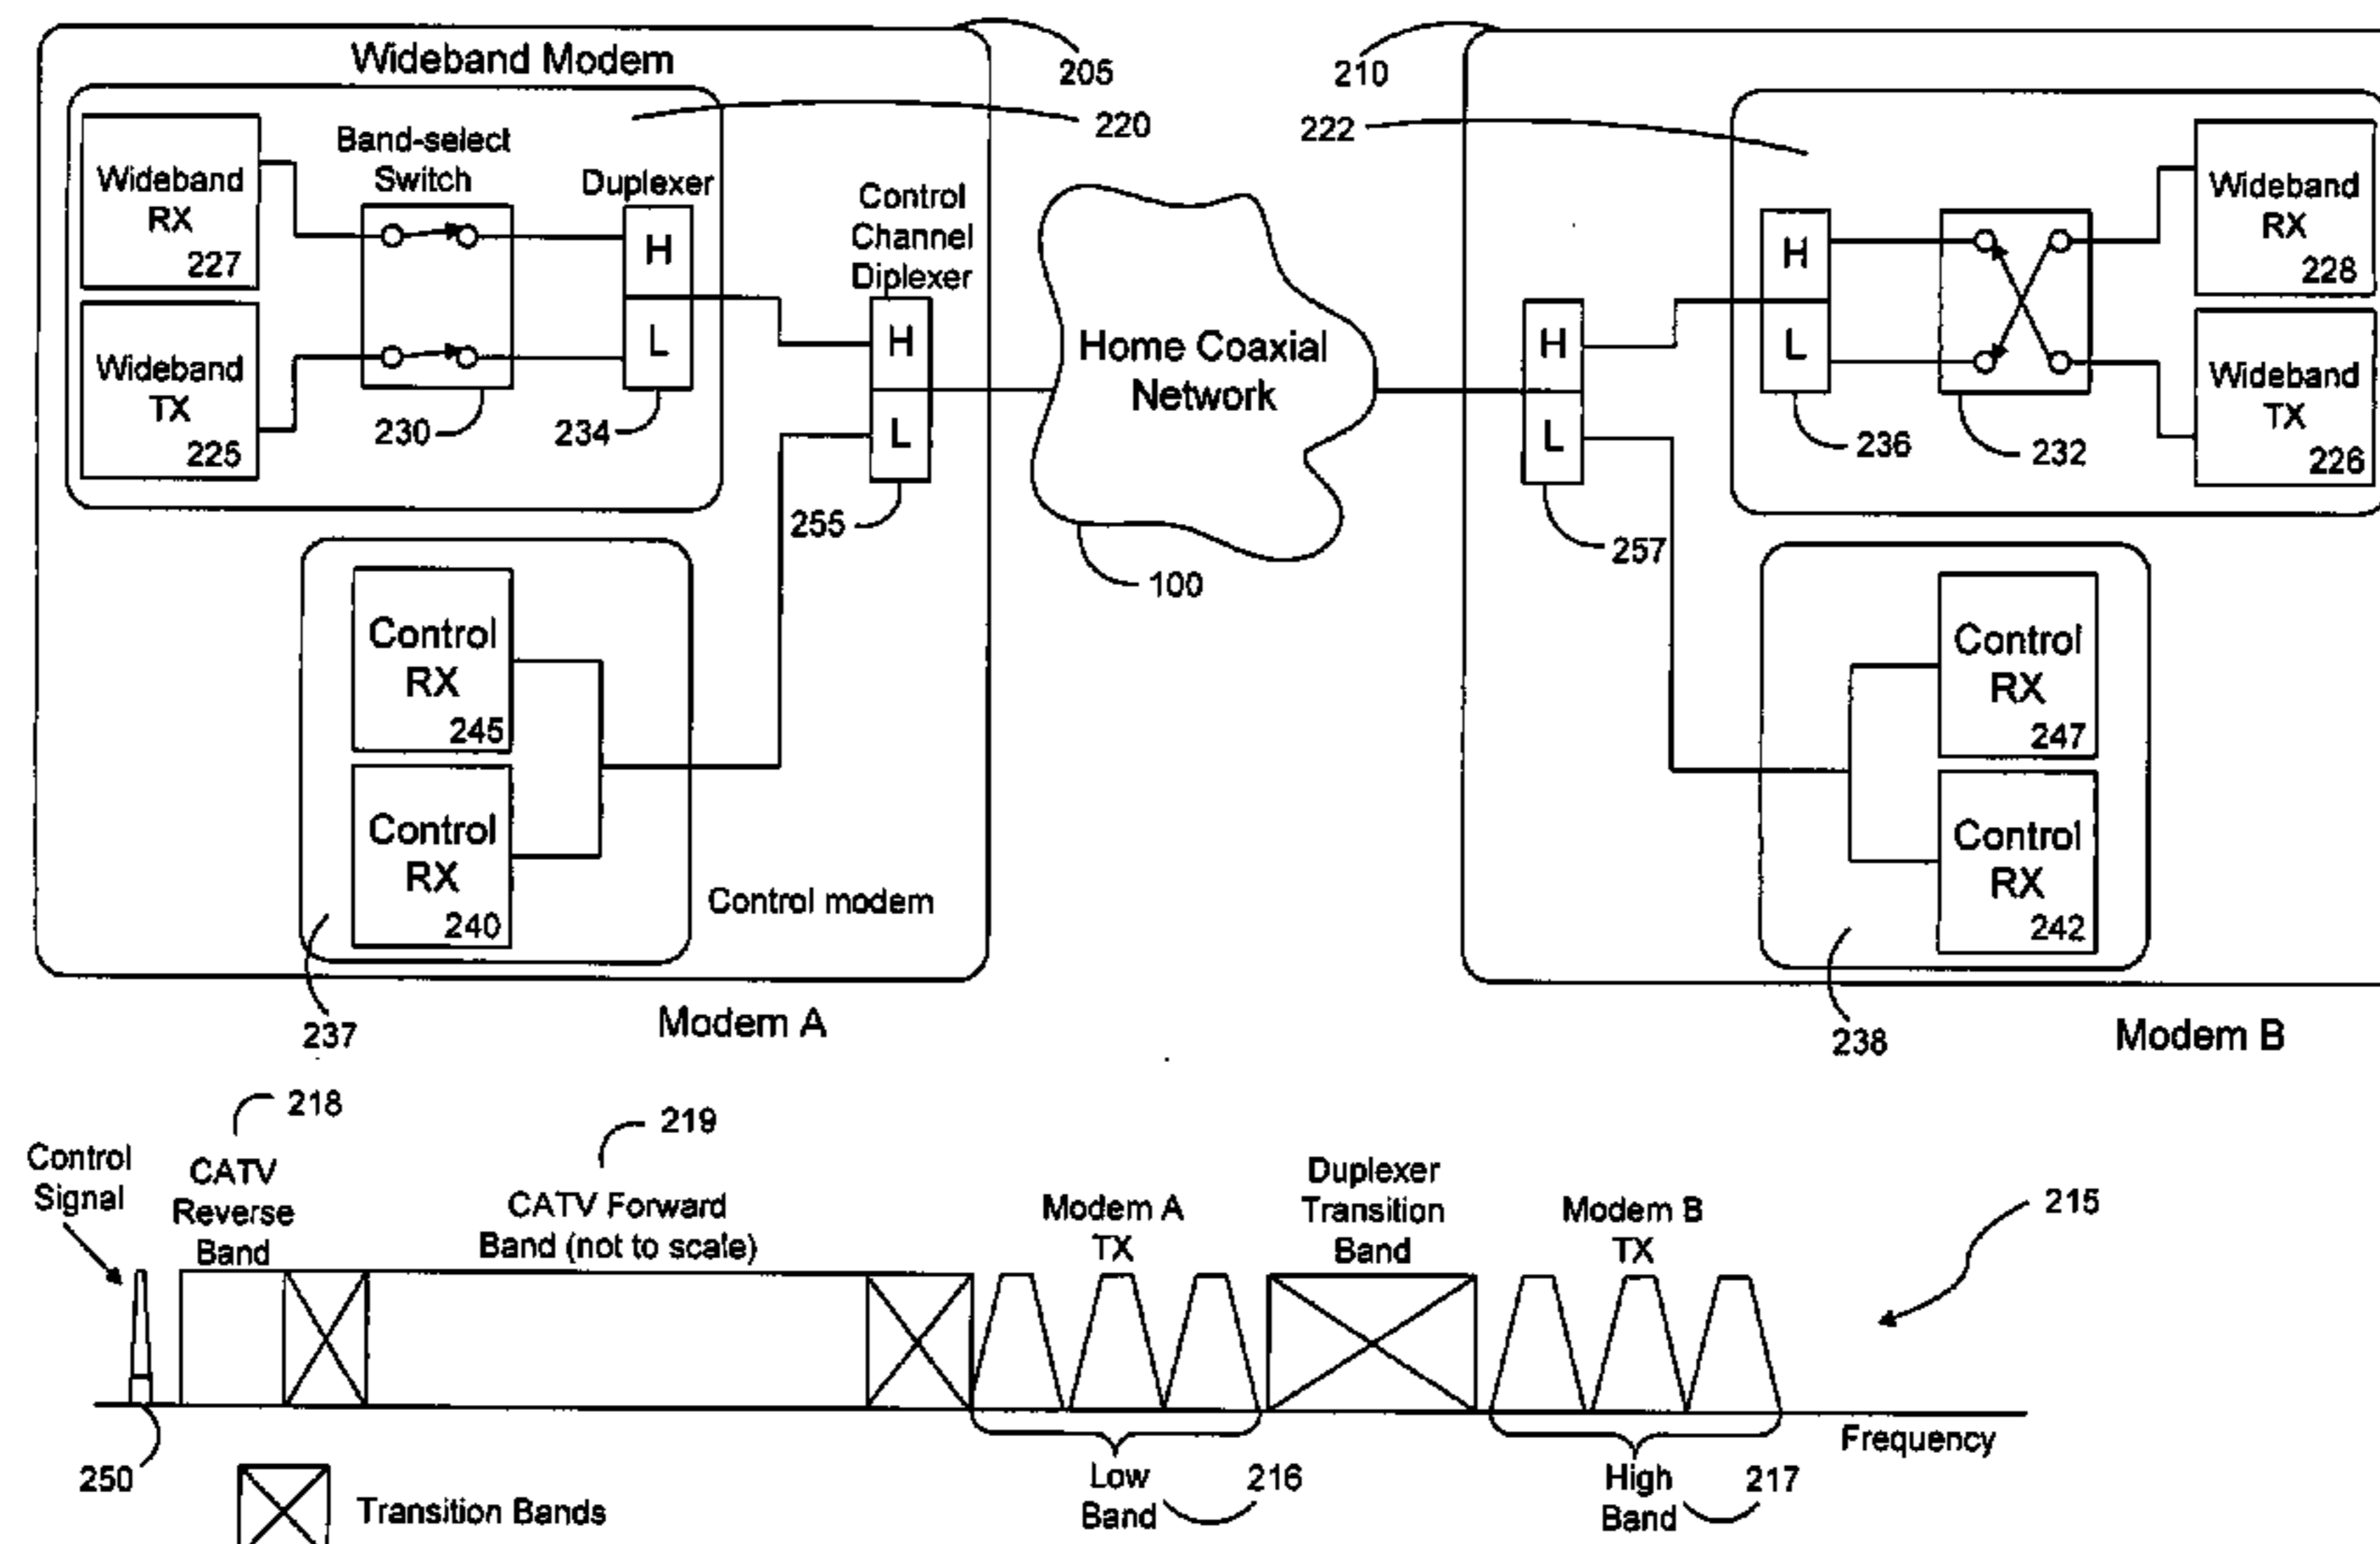 Wideband Modem
205
210
220
222
Wideband
RX
227
Band-select
Switch
Duplexer
H
L
Control
Channel
Diplexer
H
L
Wideband
TX
225
230
234
255
Home Coaxial
Network
100
H
L
257
H
L
236
232
Wideband
RX
228
Wideband
TX
226
Control
RX
245
Control
RX
240
Control modem
237
Modem A
Control
RX
247
Control
RX
242
238
Modem B
218
219
Control
Signal
CATV
Reverse
Band
CATV Forward
Band (not to scale)
Modem A
TX
Duplexer
Transition
Band
Modem B
TX
215
250
Low
Band
216
High
Band
217
Frequency
Transition Bands